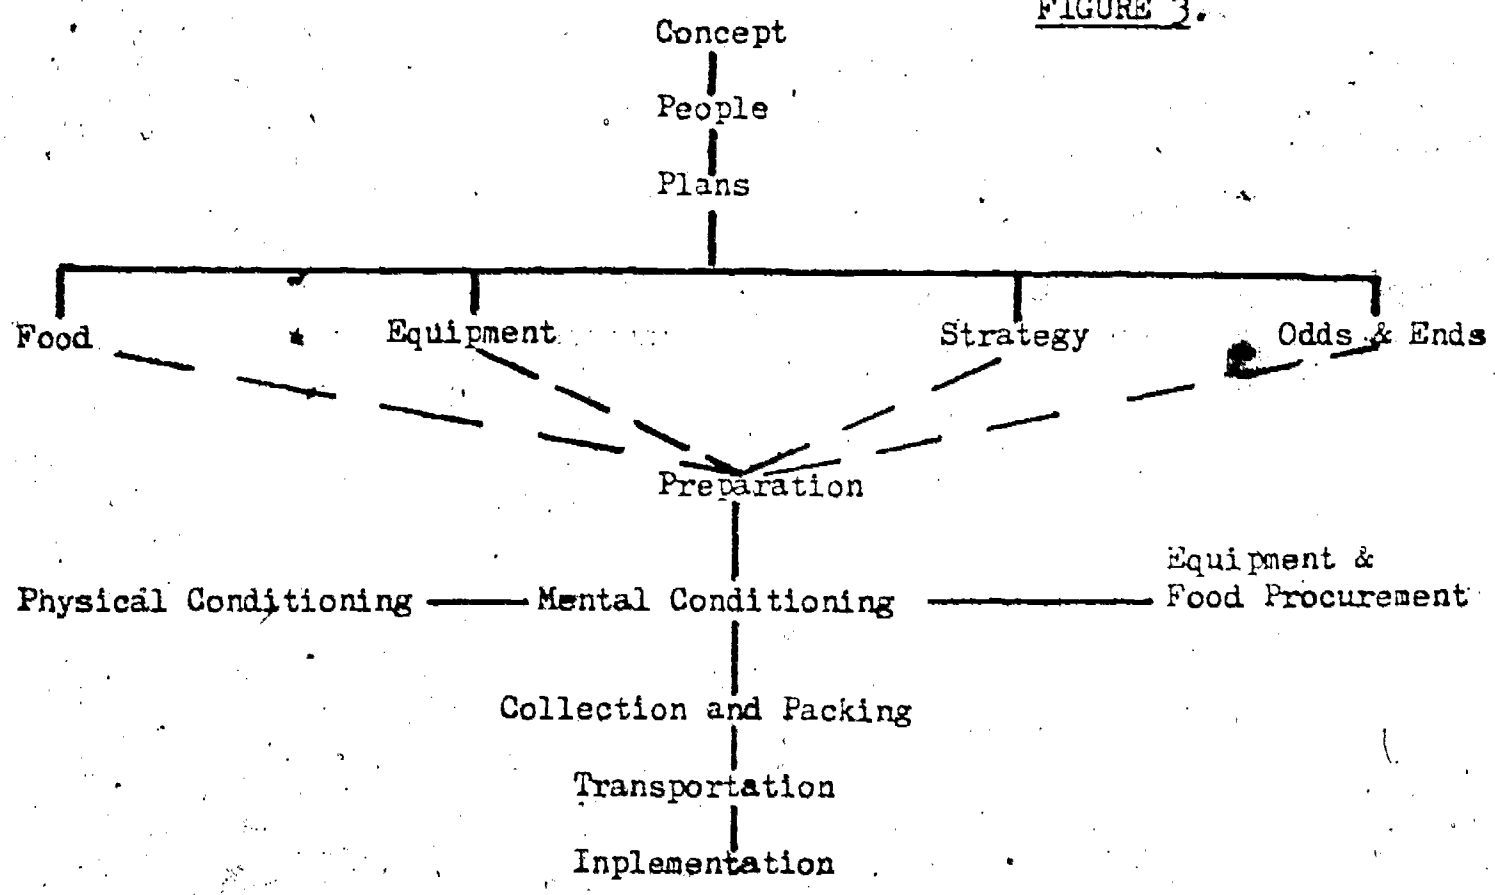 FIGURE 3.
Concept
People
Plans
Food Equipment Strategy Odds & Ends
Preparation
Equipment &
Physical Conditioning Mental Conditioning Food Procurement
Collection and Packing
Transportation
Inplementation